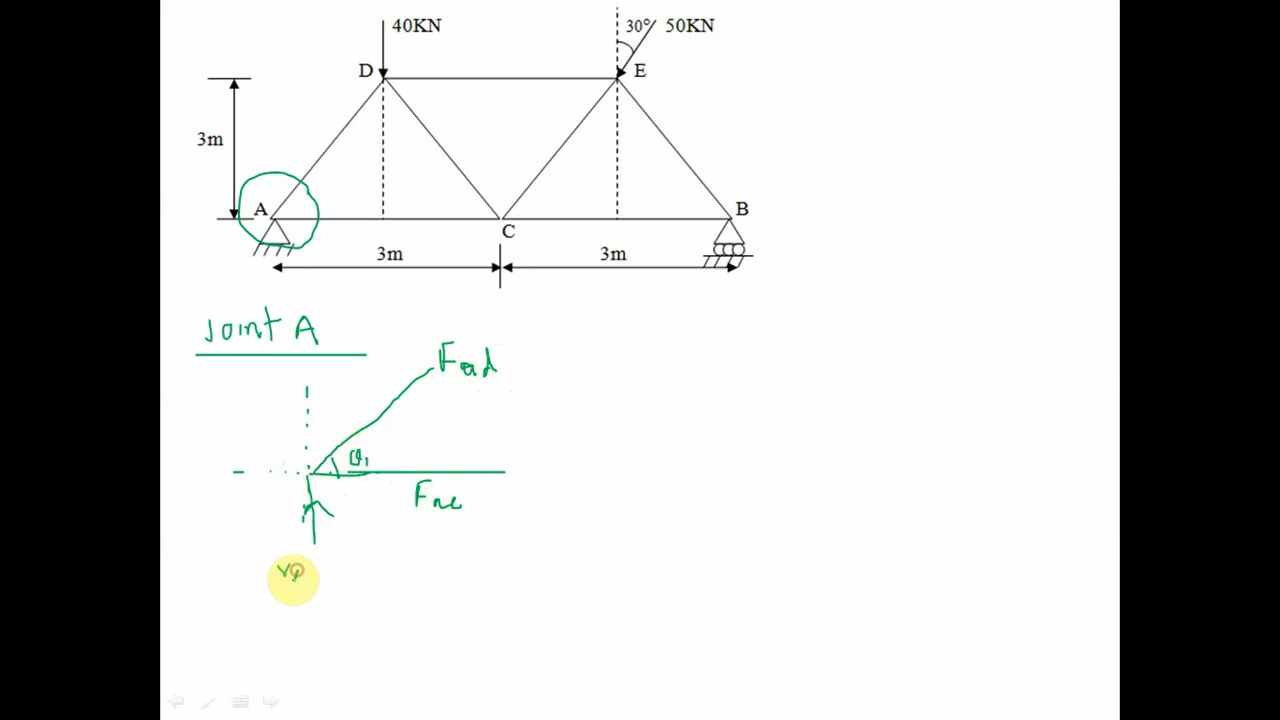 40KN
30° 50KN
D
E
3m
A
B
C
3m
3m
Joint A
Fad
θ1
Fac